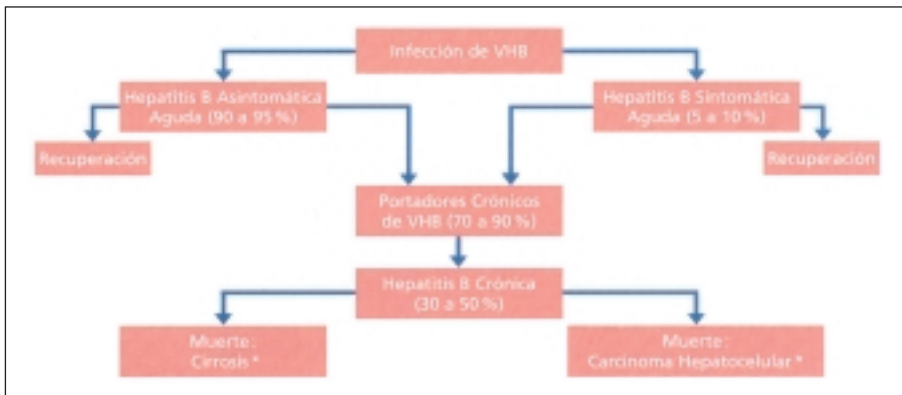 Infección de VHB
Hepatitis B Asintomática
Aguda (90 a 95 %)
Hepatitis B Sintomática
Aguda (5 a 10 %)
Recuperación
Recuperación
Portadores Crónicos
de VHB (70 a 90 %)
Hepatitis B Crónica
(30 a 50 %)
Muerte:
Cirrosis *
Muerte:
Carcinoma Hepatocelular *